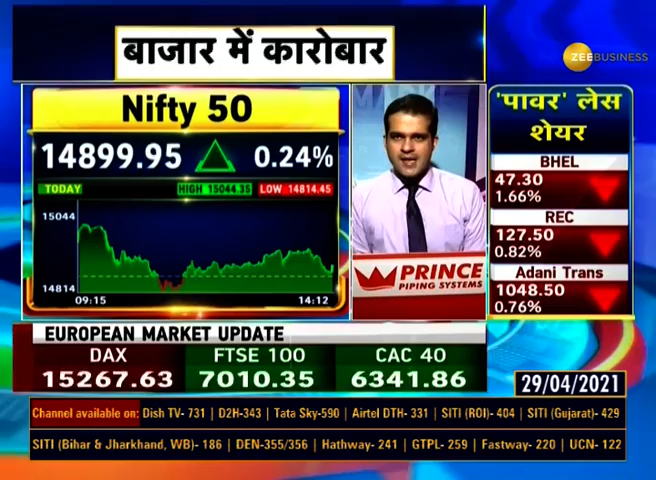 बाजार में कारोबार
ZEE BUSINESS
Nifty 50
14899.95 0.24%
TODAY HIGH 15044.35 LOW 14814.45
15044
14814
09:15 14:12
PRINCE
PIPING SYSTEMS
'पावर' लेस
शेयर
BHEL
47.30
1.66%
REC
127.50
0.82%
Adani Trans
1048.50
0.76%
EUROPEAN MARKET UPDATE
DAX FTSE 100 CAC 40
15267.63 7010.35 6341.86
29/04/2021
Channel available on: Dish TV- 731 | D2H-343 | Tata Sky-590 | Airtel DTH- 331 | SITI (ROI)- 404 | SITI (Gujarat)- 429
SITI (Bihar & Jharkhand, WB)- 186 | DEN-355/356 | Hathway- 241 | GTPL- 259 | Fastway- 220 | UCN- 122